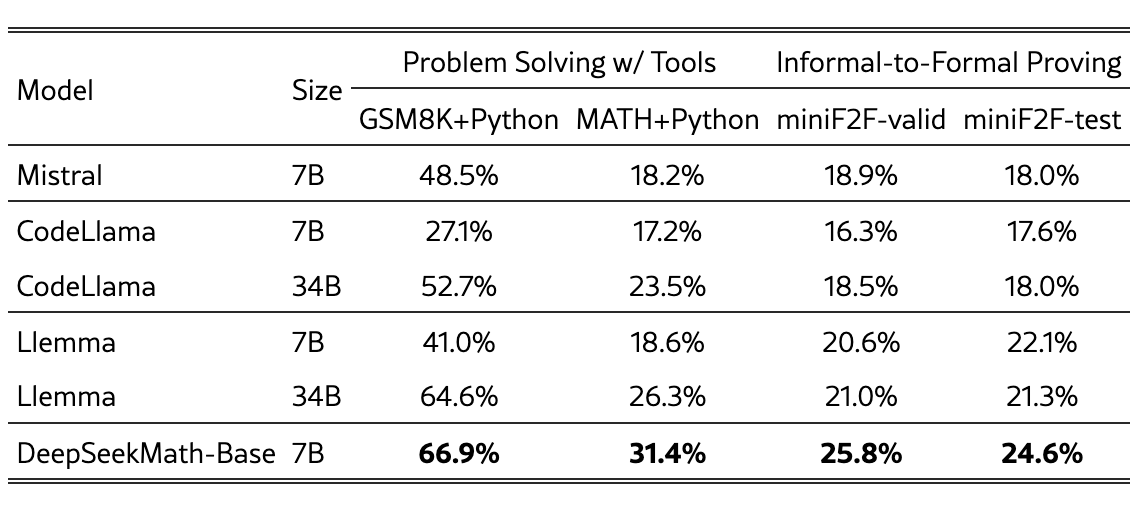 Model Size Problem Solving w/ Tools Informal-to-Formal Proving
GSM8K+Python MATH+Python miniF2F-valid miniF2F-test
Mistral 7B 48.5% 18.2% 18.9% 18.0%
CodeLlama 7B 27.1% 17.2% 16.3% 17.6%
CodeLlama 34B 52.7% 23.5% 18.5% 18.0%
Llemma 7B 41.0% 18.6% 20.6% 22.1%
Llemma 34B 64.6% 26.3% 21.0% 21.3%
DeepSeekMath-Base 7B 66.9% 31.4% 25.8% 24.6%